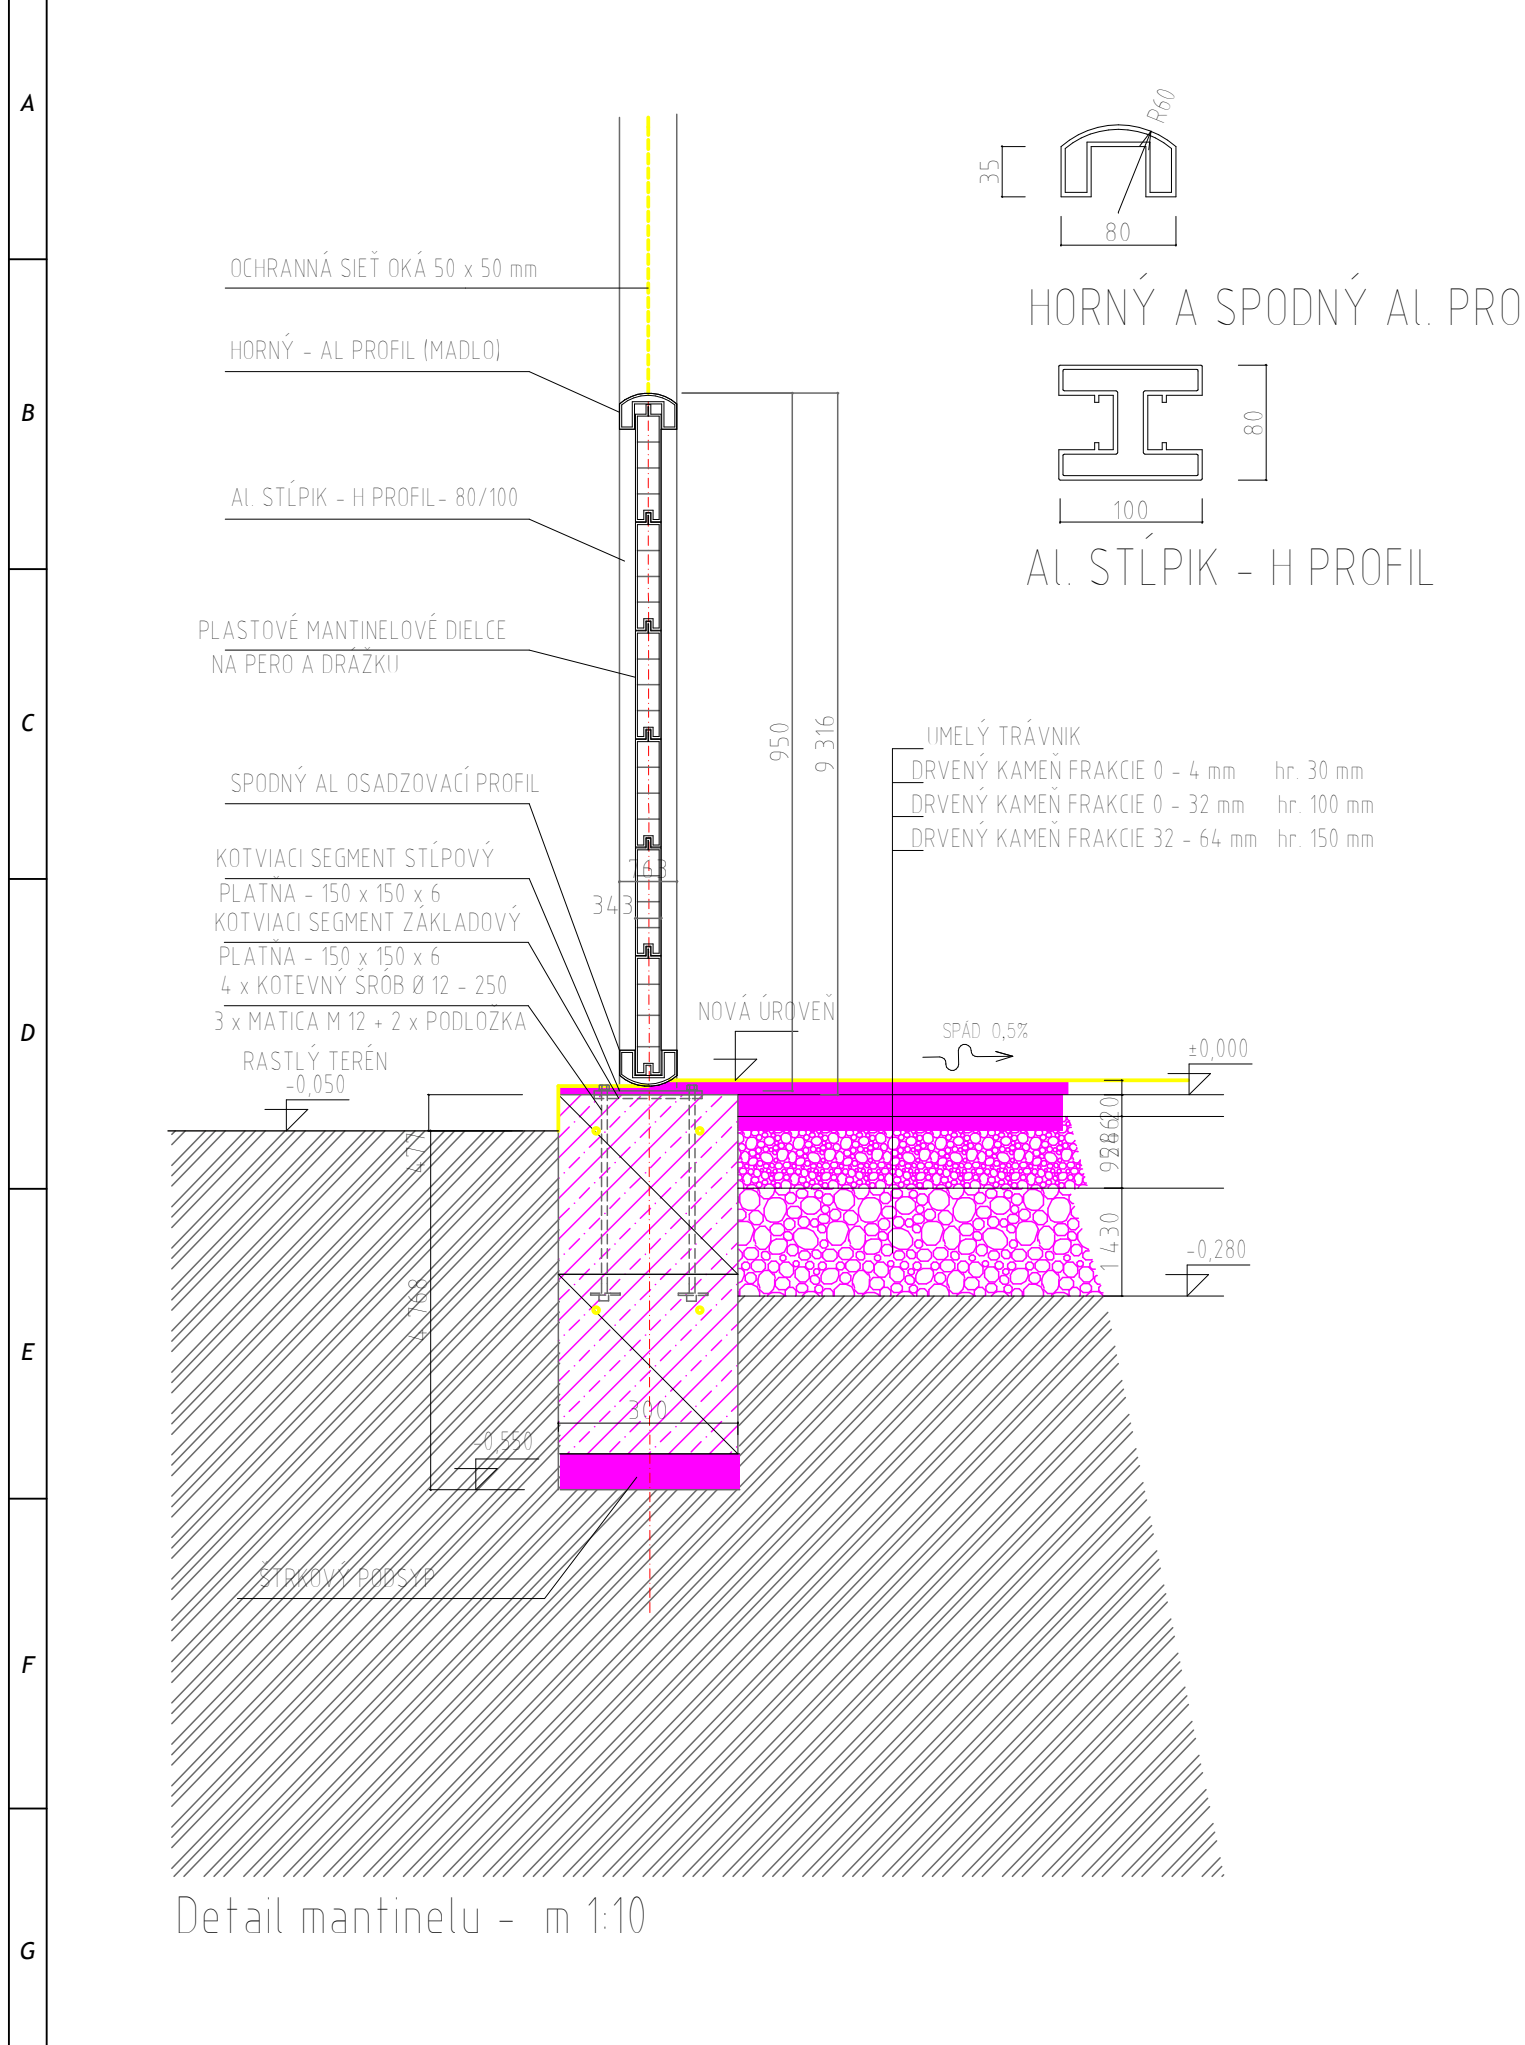 A
B
C
D
E
F
G
R60
35
80
HORNÝ A SPODNÝ AL. PRO
80
100
AL. STĹPIK - H PROFIL
OCHRANNÁ SIEŤ OKÁ 50 x 50 mm
HORNÝ - AL PROFIL (MADLO)
AL. STĹPIK - H PROFIL- 80/100
PLASTOVÉ MANTINELOVÉ DIELCE
NA PERO A DRÁŽKU
SPODNÝ AL OSADZOVACÍ PROFIL
KOTVIACI SEGMENT STĹPOVÝ
PLATŇA - 150 x 150 x 6
KOTVIACI SEGMENT ZÁKLADOVÝ
PLATŇA - 150 x 150 x 6
4 x KOTEVNÝ ŠRÓB Ø 12 - 250
3 x MATICA M 12 + 2 x PODLOŽKA
RASTLÝ TERÉN
-0,050
950
9 316
763
343
UMELÝ TRÁVNIK
DRVENÝ KAMEŇ FRAKCIE 0 - 4 mm hr. 30 mm
DRVENÝ KAMEŇ FRAKCIE 0 - 32 mm hr. 100 mm
DRVENÝ KAMEŇ FRAKCIE 32 - 64 mm hr. 150 mm
NOVÁ ÚROVEŇ
SPÁD 0,5%
±0,000
477
4 768
1 430
-0,280
300
-0,550
ŠTRKOVÝ PODSYP
Detail mantinelu - m 1:10